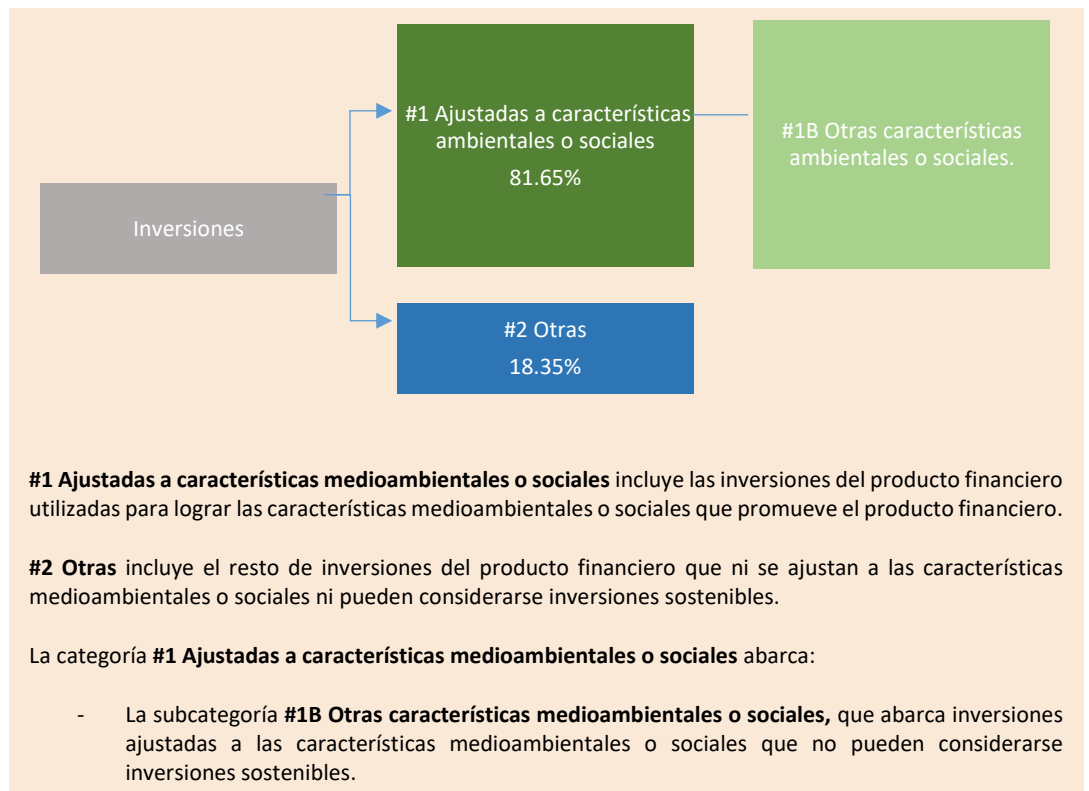 #1 Ajustadas a características
ambientales o sociales
81.65%
#1B Otras características
ambientales o sociales.
Inversiones
#2 Otras
18.35%
#1 Ajustadas a características medioambientales o sociales incluye las inversiones del producto financiero
utilizadas para lograr las características medioambientales o sociales que promueve el producto financiero.
#2 Otras incluye el resto de inversiones del producto financiero que ni se ajustan a las características
medioambientales o sociales ni pueden considerarse inversiones sostenibles.
La categoría #1 Ajustadas a características medioambientales o sociales abarca:
- La subcategoría #1B Otras características medioambientales o sociales, que abarca inversiones
ajustadas a las características medioambientales o sociales que no pueden considerarse
inversiones sostenibles.